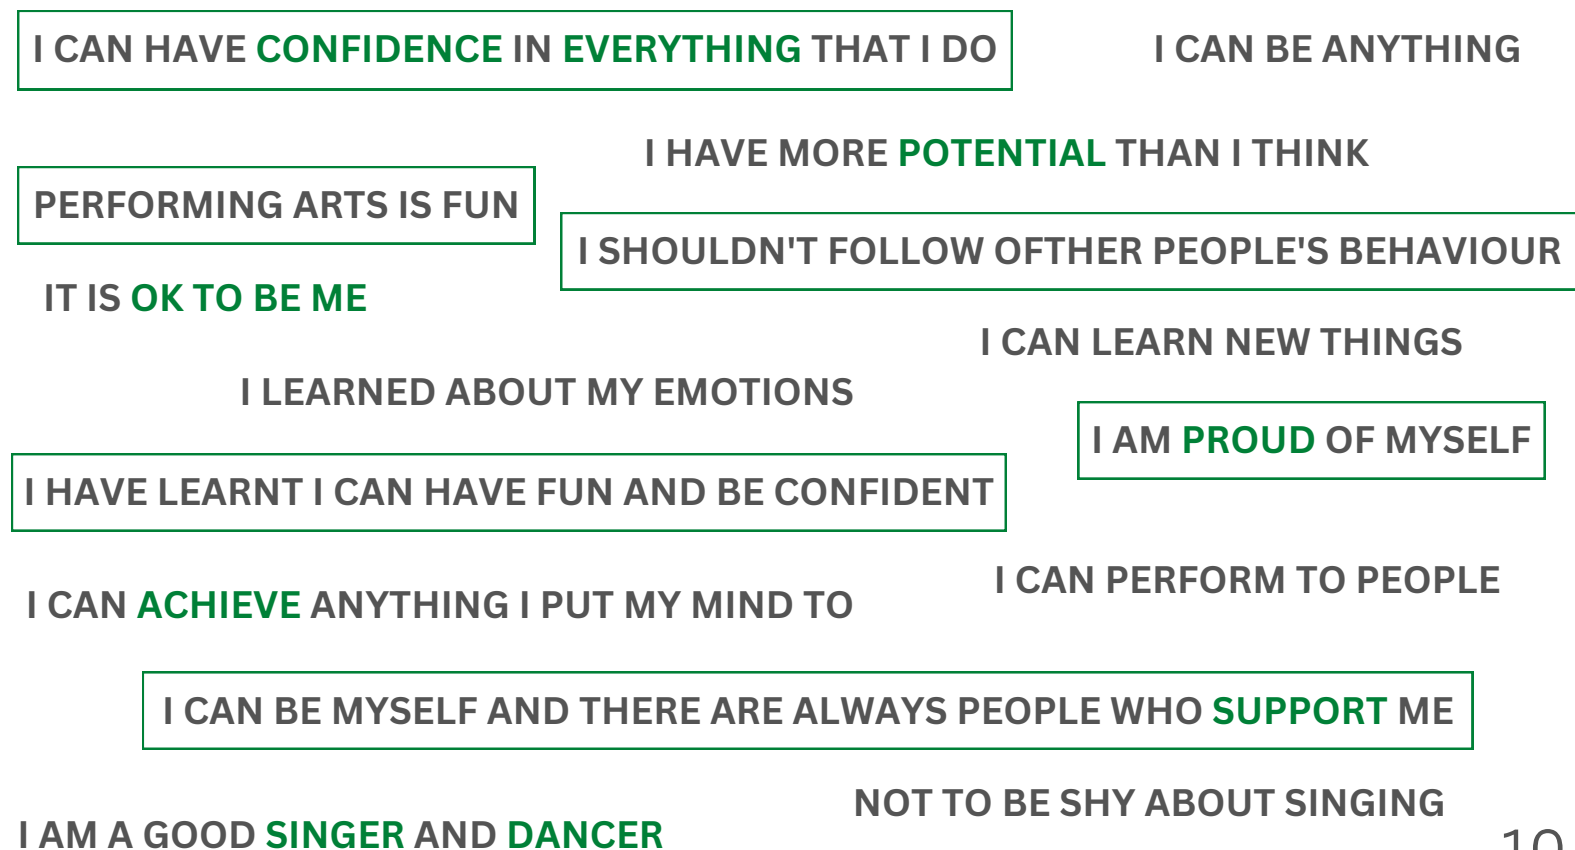 I CAN HAVE CONFIDENCE IN EVERYTHING THAT I DO
I CAN BE ANYTHING
I HAVE MORE POTENTIAL THAN I THINK
PERFORMING ARTS IS FUN
I SHOULDN'T FOLLOW OFTHER PEOPLE'S BEHAVIOUR
IT IS OK TO BE ME
I CAN LEARN NEW THINGS
I LEARNED ABOUT MY EMOTIONS
I AM PROUD OF MYSELF
I HAVE LEARNT I CAN HAVE FUN AND BE CONFIDENT
I CAN PERFORM TO PEOPLE
I CAN ACHIEVE ANYTHING I PUT MY MIND TO
I CAN BE MYSELF AND THERE ARE ALWAYS PEOPLE WHO SUPPORT ME
NOT TO BE SHY ABOUT SINGING
I AM A GOOD SINGER AND DANCER
10